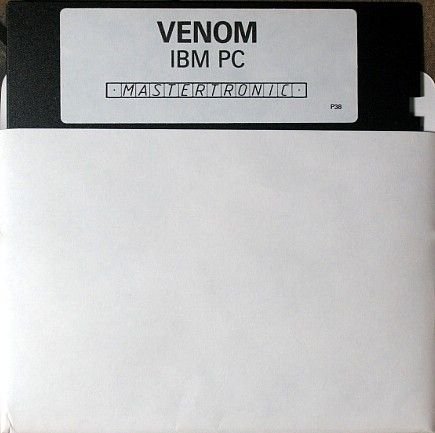 VENOM
IBM PC
·MASTERTRONIC·
P38